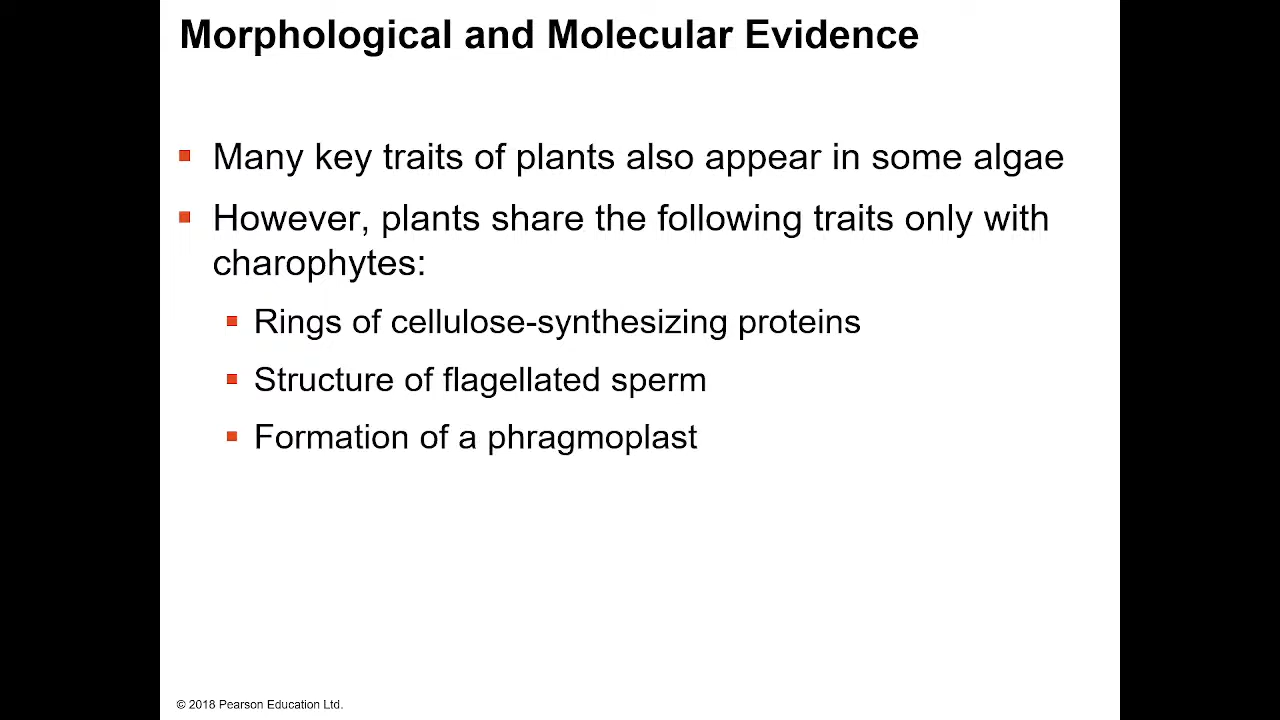 Morphological and Molecular Evidence
Many key traits of plants also appear in some algae
However, plants share the following traits only with
charophytes:
Rings of cellulose-synthesizing proteins
Structure of flagellated sperm
Formation of a phragmoplast
© 2018 Pearson Education Ltd.